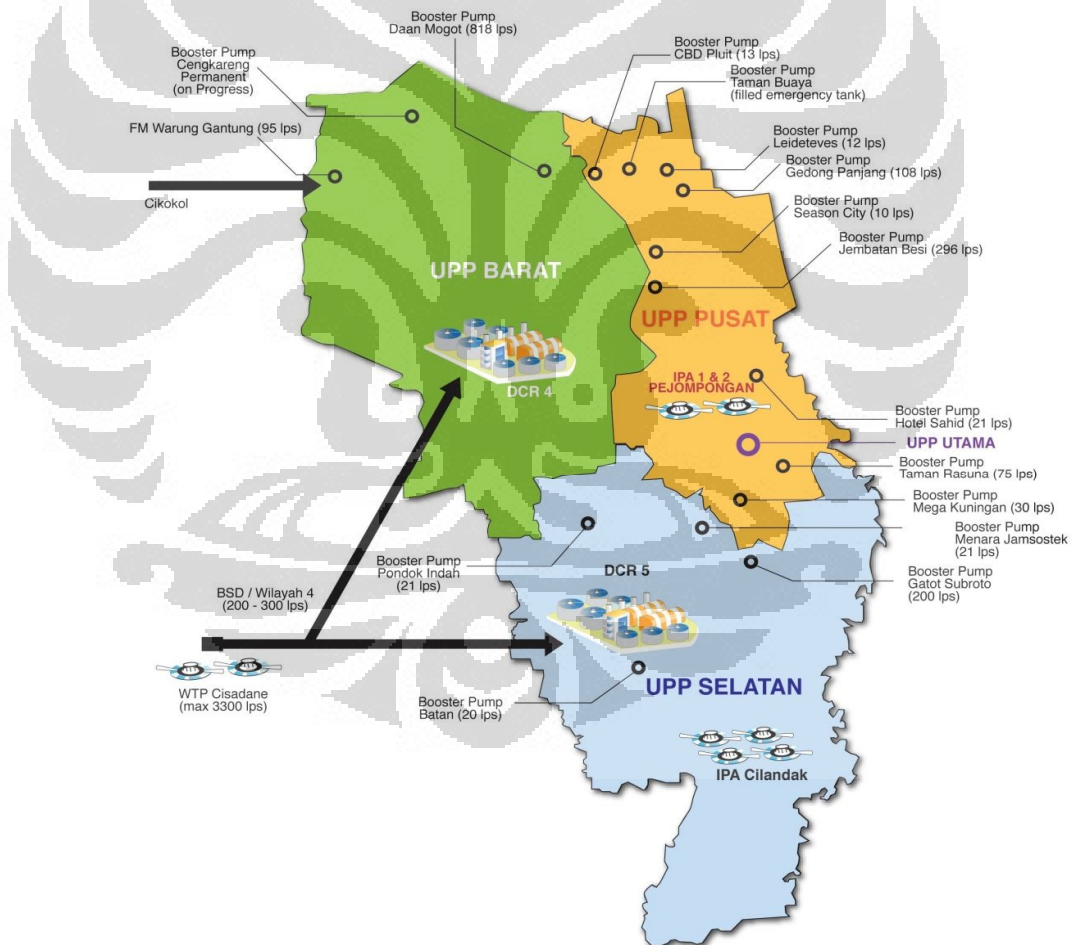 Booster Pump
Daan Mogot (818 lps)
Booster Pump
Cengkareng
Permanent
(on Progress)
FM Warung Gantung (95 lps)
Cikokol
Booster Pump
CBD Pluit (13 lps)
Booster Pump
Taman Buaya
(filled emergency tank)
Booster Pump
Leideteves (12 lps)
Booster Pump
Gedong Panjang (108 lps)
Booster Pump
Season City (10 lps)
Booster Pump
Jembatan Besi (296 lps)
UPP BARAT
UPP PUSAT
DCR 4
IPA 1 & 2
PEJOMPONGAN
Booster Pump
Hotel Sahid (21 lps)
UPP UTAMA
Booster Pump
Taman Rasuna (75 lps)
Booster Pump
Mega Kuningan (30 lps)
Booster Pump
Menara Jamsostek
(21 lps)
Booster Pump
Gatot Subroto
(200 lps)
Booster Pump
Pondok Indah
(21 lps)
DCR 5
BSD / Wilayah 4
(200 - 300 lps)
WTP Cisadane
(max 3300 lps)
Booster Pump
Batan (20 lps)
UPP SELATAN
IPA Cilandak